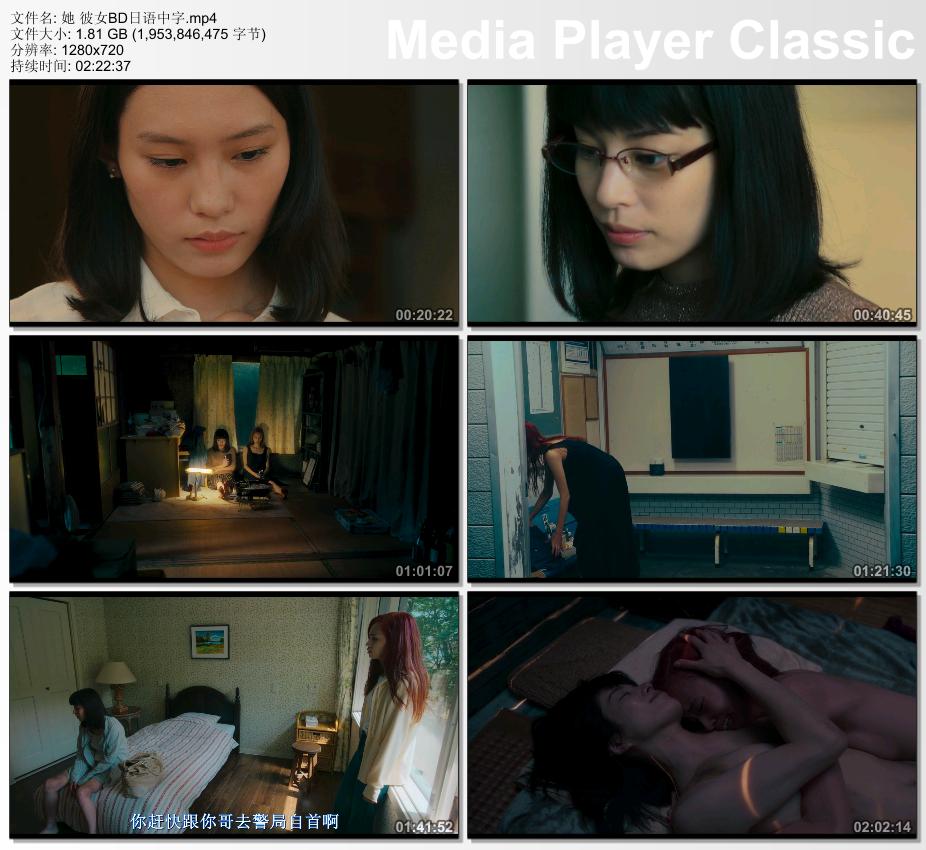 文件名: 她 彼女BD日语中字.mp4
文件大小: 1.81 GB (1,953,846,475 字节)
分辨率: 1280x720
持续时间: 02:22:37
Media Player Classic
00:20:22
00:40:45
01:01:07
01:21:30
你赶快跟你哥去警局自首啊
01:41:52
02:02:14